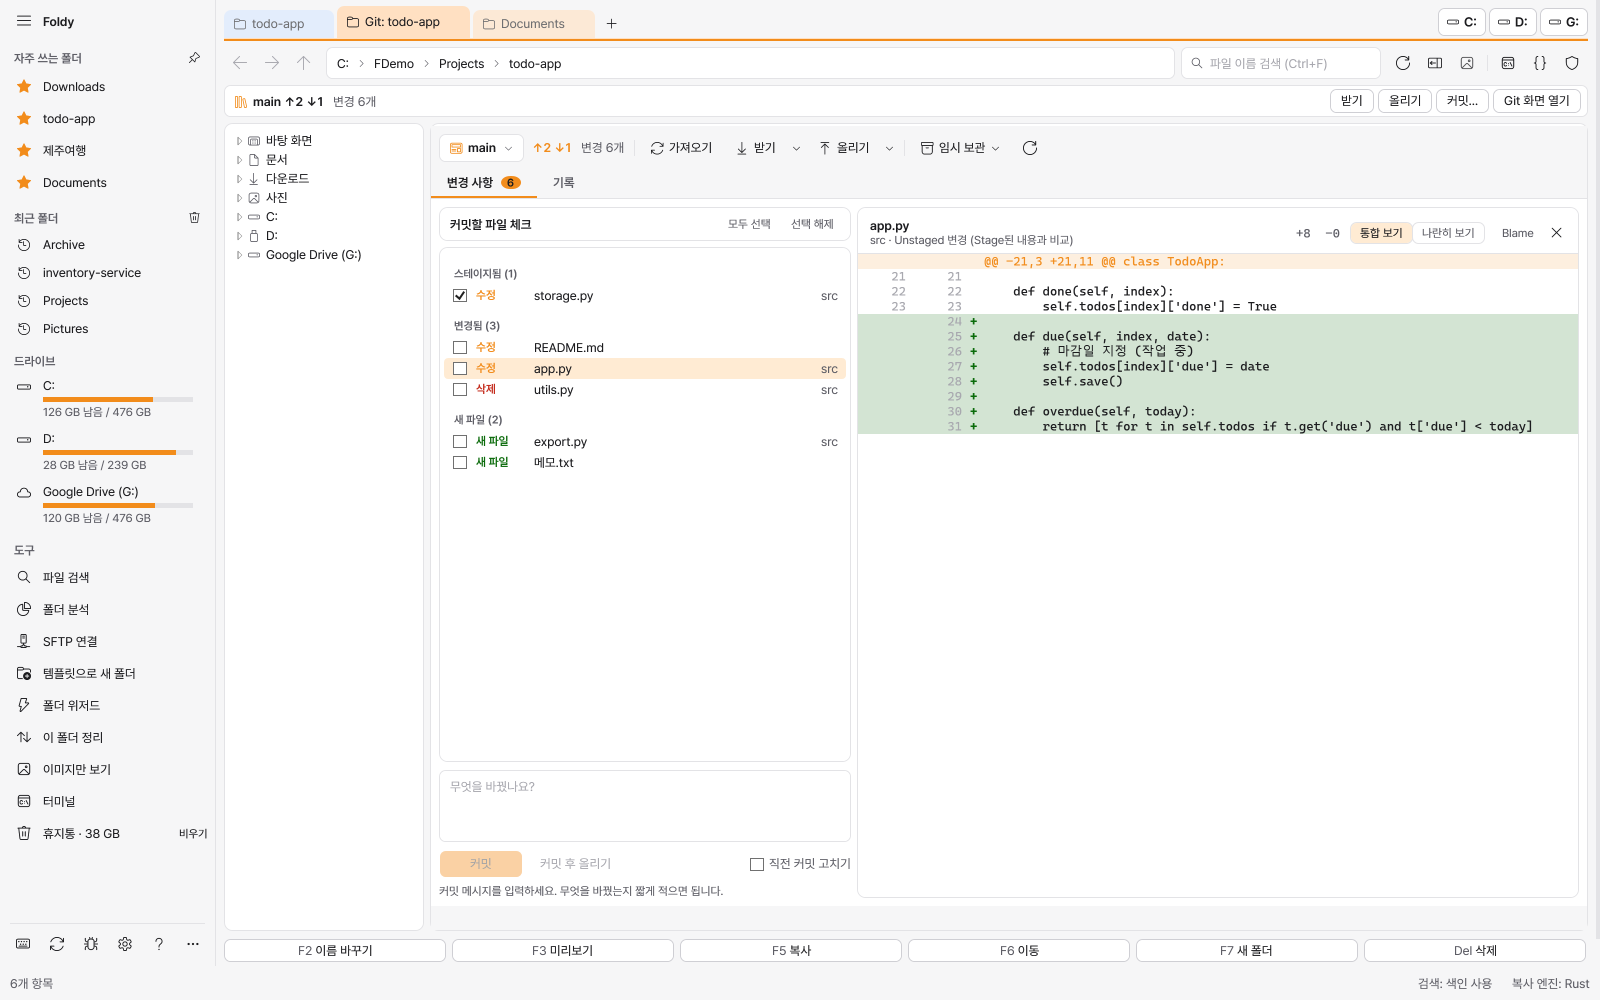 Foldy
자주 쓰는 폴더
Downloads
todo-app
제주여행
Documents
최근 폴더
Archive
inventory-service
Projects
Pictures
드라이브
C:
126 GB 남음 / 476 GB
D:
28 GB 남음 / 239 GB
Google Drive (G:)
120 GB 남음 / 476 GB
도구
파일 검색
폴더 분석
SFTP 연결
템플릿으로 새 폴더
폴더 위저드
이 폴더 정리
이미지만 보기
터미널
휴지통 · 38 GB 비우기
todo-app Git: todo-app Documents + C: D: G:
C: > FDemo > Projects > todo-app 파일 이름 검색 (Ctrl+F)
main ↑2 ↓1 변경 6개 받기 올리기 커밋... Git 화면 열기
바탕 화면
문서
다운로드
사진
C:
D:
Google Drive (G:)
main ↑2 ↓1 변경 6개 가져오기 받기 올리기 임시 보관
변경 사항 6 기록
커밋할 파일 체크 모두 선택 선택 해제
스테이지됨 (1)
수정 storage.py src
변경됨 (3)
수정 README.md
수정 app.py src
삭제 utils.py src
새 파일 (2)
새 파일 export.py src
새 파일 메모.txt
무엇을 바꿨나요?
커밋 커밋 후 올리기 직전 커밋 고치기
커밋 메시지를 입력하세요. 무엇을 바꿨는지 짧게 적으면 됩니다.
app.py
src · Unstaged 변경 (Stage된 내용과 비교)
+8 −0 통합 보기 나란히 보기 Blame
@@ −21,3 +21,11 @@ class TodoApp:
21 21
22 22 def done(self, index):
23 23 self.todos[index]['done'] = True
24 +
25 + def due(self, index, date):
26 + # 마감일 지정 (작업 중)
27 + self.todos[index]['due'] = date
28 + self.save()
29 +
30 + def overdue(self, today):
31 + return [t for t in self.todos if t.get('due') and t['due'] < today]
F2 이름 바꾸기 F3 미리보기 F5 복사 F6 이동 F7 새 폴더 Del 삭제
6개 항목 검색: 색인 사용 복사 엔진: Rust